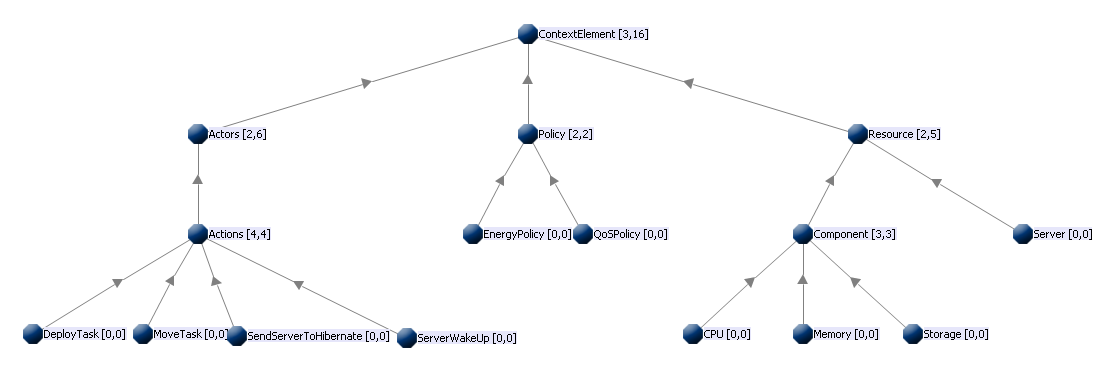 ContextElement [3,16]
Actors [2,6]
Policy [2,2]
Resource [2,5]
Actions [4,4]
EnergyPolicy [0,0]
QoSPolicy [0,0]
Component [3,3]
Server [0,0]
DeployTask [0,0]
MoveTask [0,0]
SendServerToHibernate [0,0]
ServerWakeUp [0,0]
CPU [0,0]
Memory [0,0]
Storage [0,0]